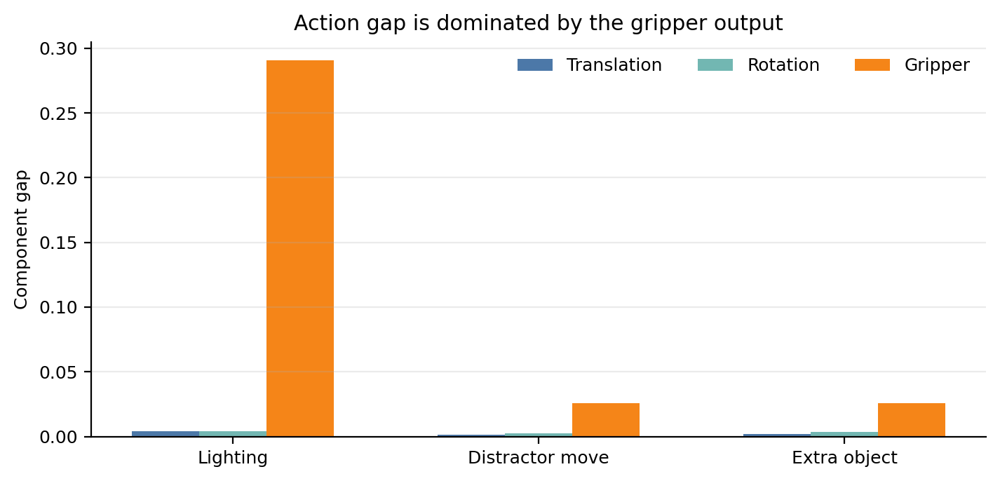 Action gap is dominated by the gripper output
Translation Rotation Gripper
Component gap
0.30
0.25
0.20
0.15
0.10
0.05
0.00
Lighting Distractor move Extra object